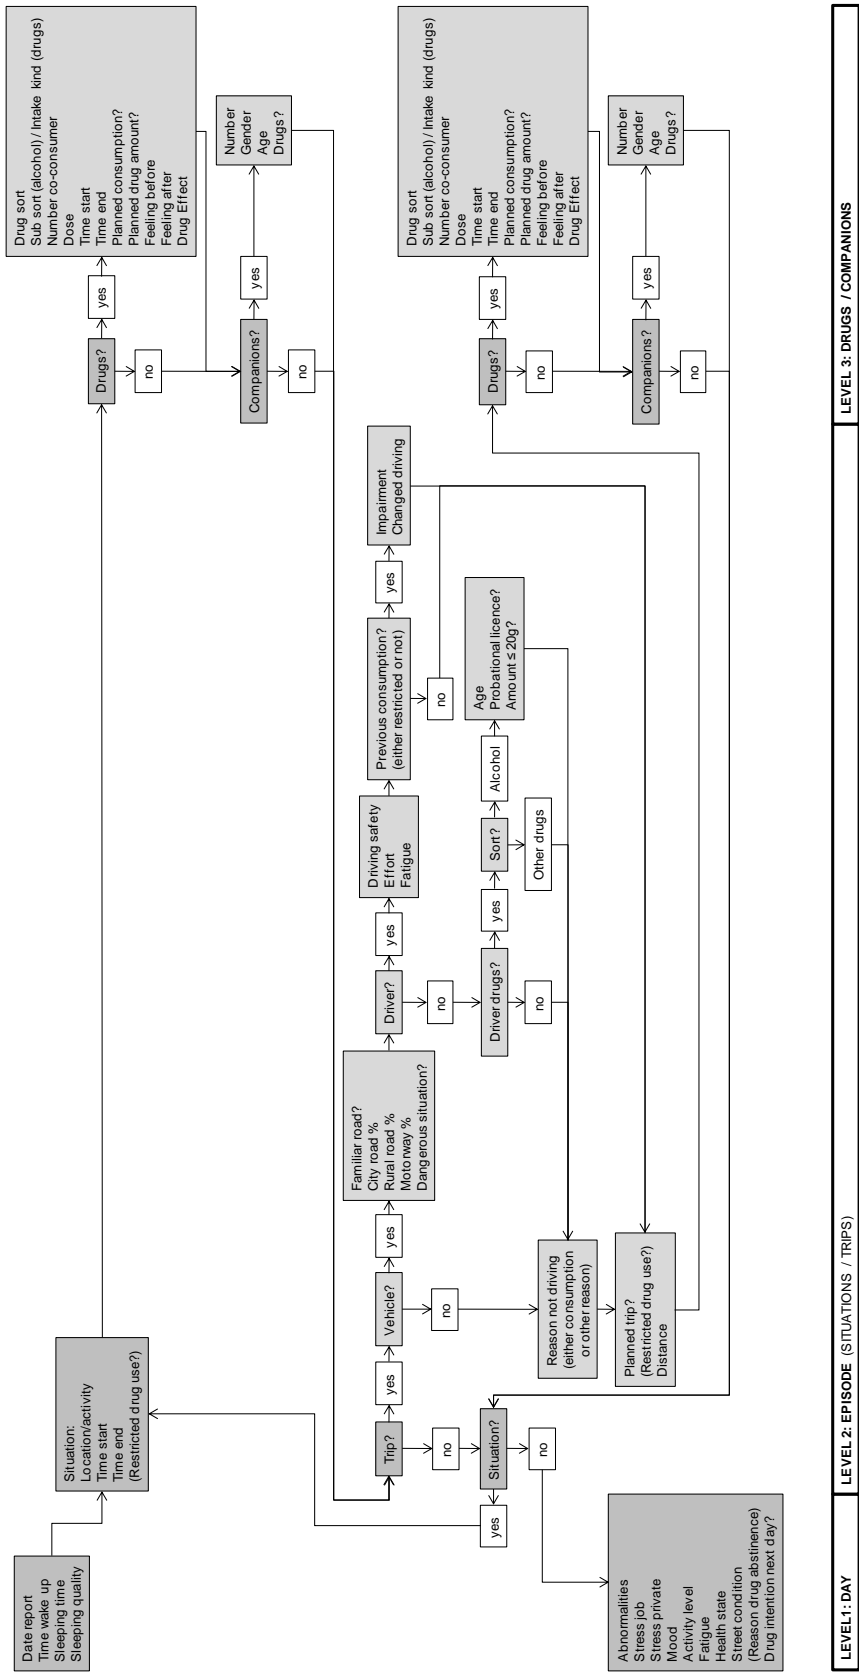 Date report
Time wake up
Sleeping time
Sleeping quality
Situation:
Location/activity
Time start
Time end
(Restricted drug use?)
Drugs?
yes
no
Drug sort
Sub sort (alcohol) / Intake kind (drugs)
Number co-consumer
Dose
Time start
Time end
Planned consumption?
Planned drug amount?
Feeling before
Feeling after
Drug Effect
Companions?
yes
no
Number
Gender
Age
Drugs?
Trip?
yes
no
Vehicle?
yes
no
Familiar road?
City road %
Rural road %
Motorway %
Dangerous situation?
Driver?
yes
no
Driving safety
Effort
Fatigue
Previous consumption?
(either restricted or not)
yes
no
Impairment
Changed driving
Driver drugs?
yes
no
Sort?
Alcohol
Other drugs
Age
Probational licence?
Amount ≤ 20g?
Reason not driving
(either consumption
or other reason)
Planned trip?
(Restricted drug use?)
Distance
Drugs?
yes
no
Drug sort
Sub sort (alcohol) / Intake kind (drugs)
Number co-consumer
Dose
Time start
Time end
Planned consumption?
Planned drug amount?
Feeling before
Feeling after
Drug Effect
Companions?
yes
no
Number
Gender
Age
Drugs?
Situation?
yes
no
Abnormalities
Stress job
Stress private
Mood
Activity level
Fatigue
Health state
Street condition
(Reason drug abstinence)
Drug intention next day?
LEVEL1: DAY
LEVEL 2: EPISODE (SITUATIONS / TRIPS)
LEVEL 3: DRUGS / COMPANIONS